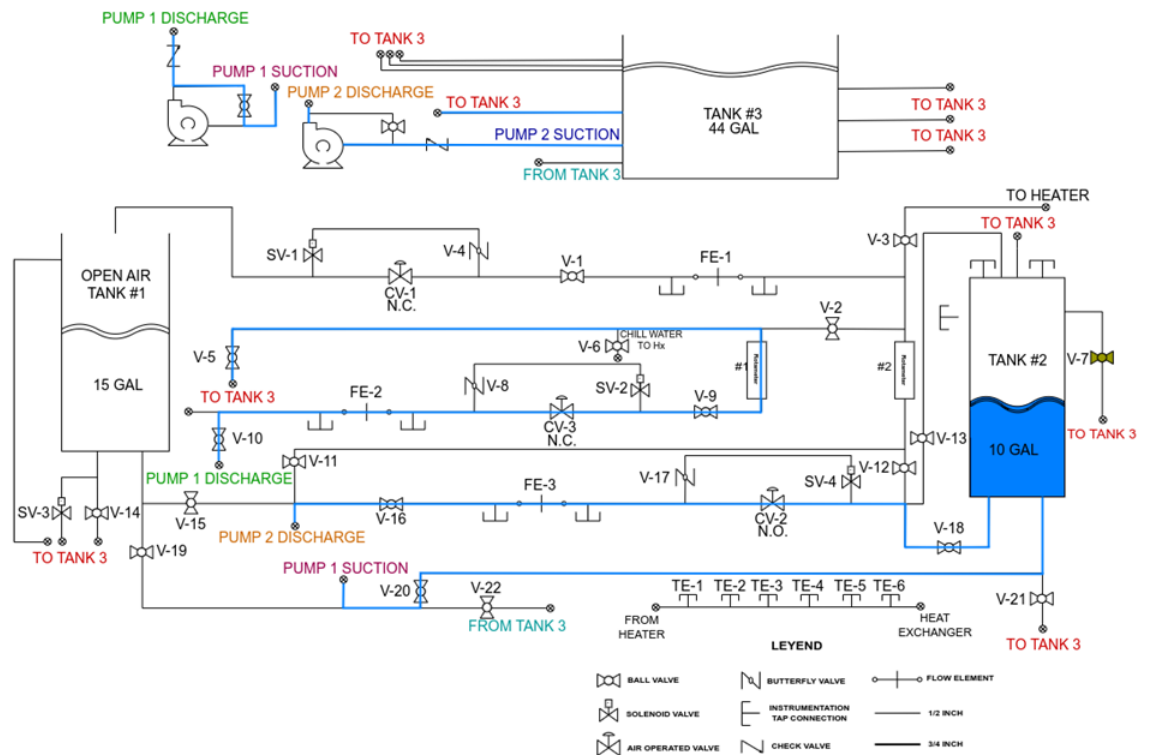 PUMP 1 DISCHARGE
TO TANK 3
PUMP 1 SUCTION
PUMP 2 DISCHARGE
TO TANK 3
TANK #3
44 GAL
TO TANK 3
PUMP 2 SUCTION
TO TANK 3
FROM TANK 3
TO HEATER
TO TANK 3
SV-1
V-4
V-1
FE-1
V-3
OPEN AIR
TANK #1
CV-1
N.C.
V-2
CHILL WATER
TO Hx
V-5
V-6
#1
Rotameter
#2
Rotameter
TANK #2
V-7
15 GAL
TO TANK 3
V-8
SV-2
FE-2
V-9
CV-3
N.C.
V-10
V-13
TO TANK 3
10 GAL
V-11
PUMP 1 DISCHARGE
V-17
SV-4
V-12
FE-3
SV-3
V-14
V-15
V-16
CV-2
N.O.
PUMP 2 DISCHARGE
V-18
TO TANK 3
V-19
PUMP 1 SUCTION
V-20
V-22
TE-1
TE-2
TE-3
TE-4
TE-5
TE-6
V-21
FROM TANK 3
FROM
HEATER
HEAT
EXCHANGER
TO TANK 3
LEYEND
BALL VALVE
BUTTERFLY VALVE
FLOW ELEMENT
SOLENOID VALVE
INSTRUMENTATION
TAP CONNECTION
1/2 INCH
AIR OPERATED VALVE
CHECK VALVE
3/4 INCH